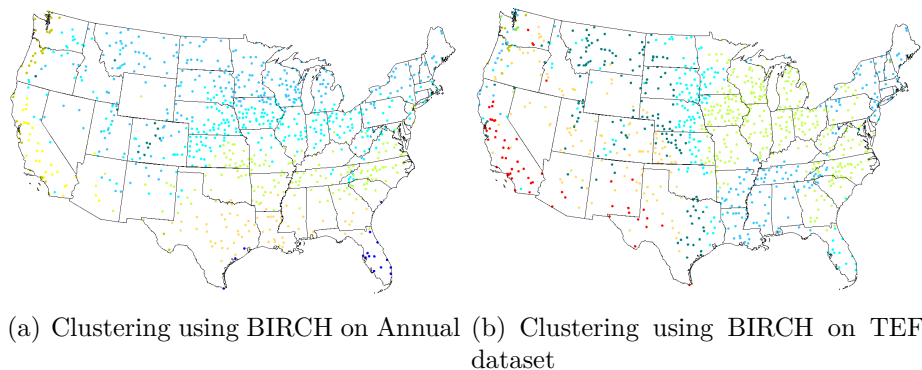 (a) Clustering using BIRCH on Annual
(b) Clustering using BIRCH on TEF
dataset